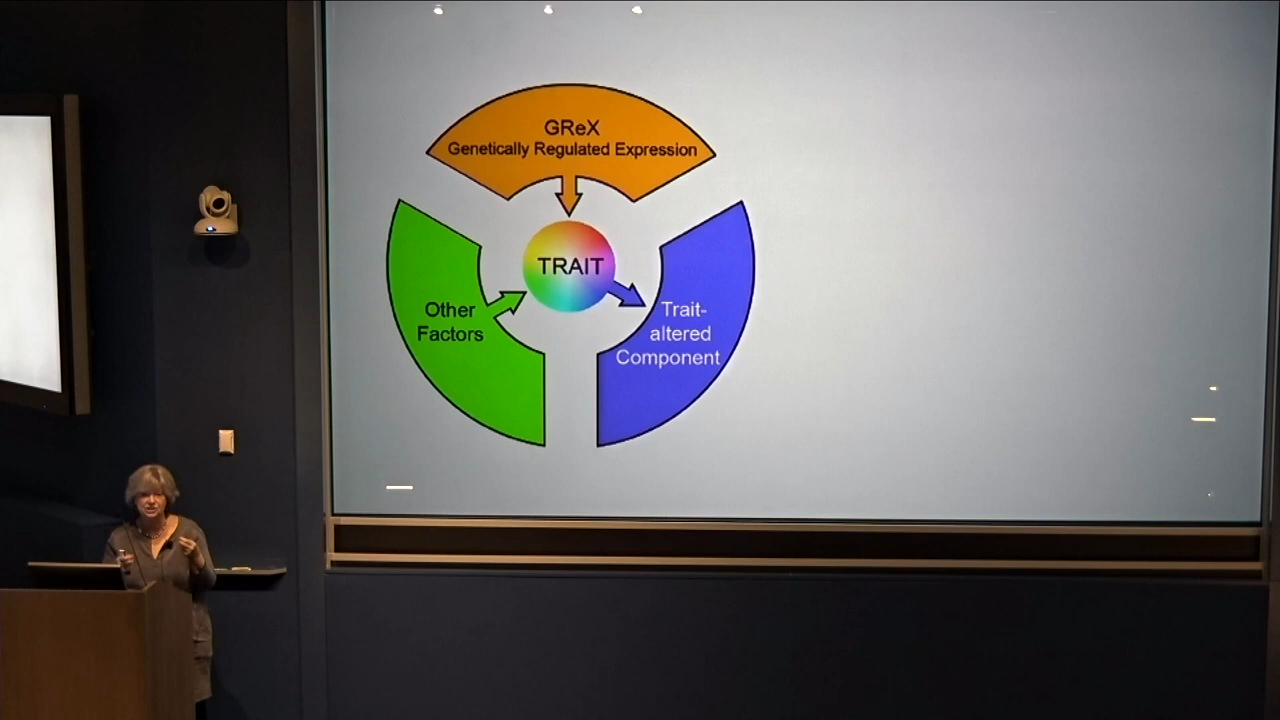 GReX
Genetically Regulated Expression
TRAIT
Other
Factors
Trait-
altered
Component